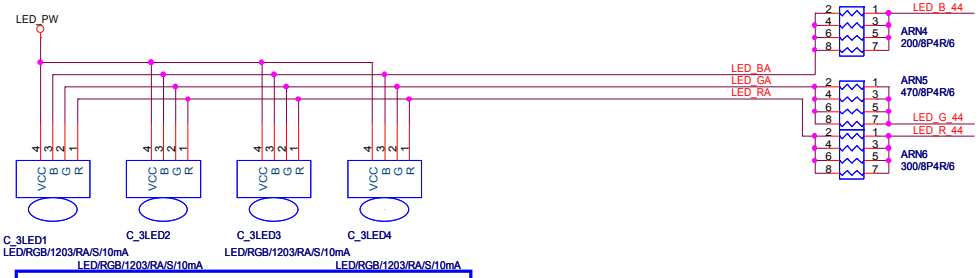 LED_PW
LED_B_44
2 1
4 3
6 5
8 7
ARN4
200/8P4R/6
LED_BA
LED_GA
LED_RA
2 1
4 3
6 5
8 7
ARN5
470/8P4R/6
LED_G_44
LED_R_44
2 1
4 3
6 5
8 7
ARN6
300/8P4R/6
4 3 2 1
VCC B G R
4 3 2 1
VCC B G R
4 3 2 1
VCC B G R
4 3 2 1
VCC B G R
C_3LED1
LED/RGB/1203/RA/S/10mA
C_3LED2
LED/RGB/1203/RA/S/10mA
C_3LED3
LED/RGB/1203/RA/S/10mA
C_3LED4
LED/RGB/1203/RA/S/10mA